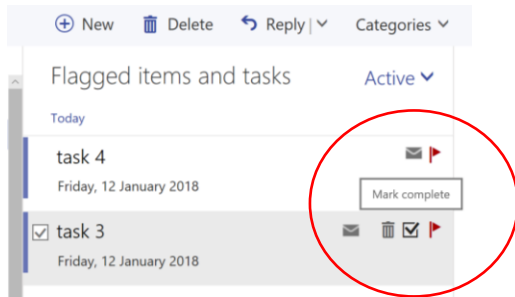 New Delete Reply | Categories
Flagged items and tasks Active
Today
task 4
Friday, 12 January 2018
Mark complete
task 3
Friday, 12 January 2018